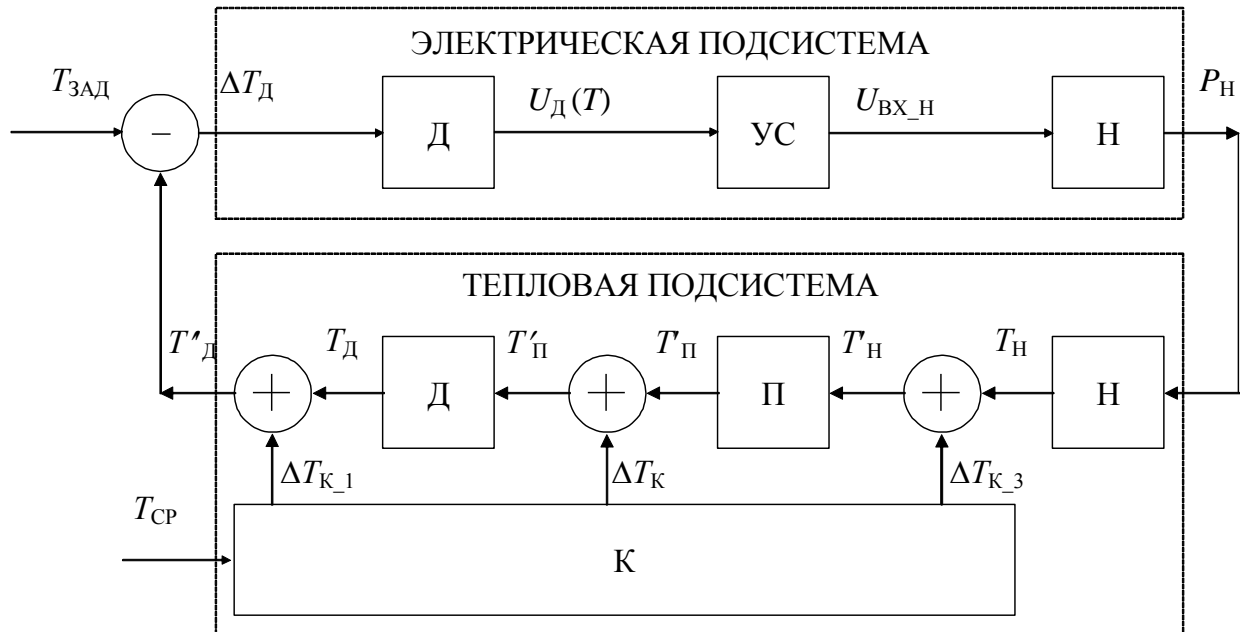 ЭЛЕКТРИЧЕСКАЯ ПОДСИСТЕМА
T_ЗАД ΔT_Д U_Д (T) U_ВХ_Н P_Н
− Д УС Н
ТЕПЛОВАЯ ПОДСИСТЕМА
T″_Д T_Д T′_П T'_П T'_Н T_Н
+ Д + П + Н
ΔT_К_1 ΔT_К ΔT_К_3
T_СР
К